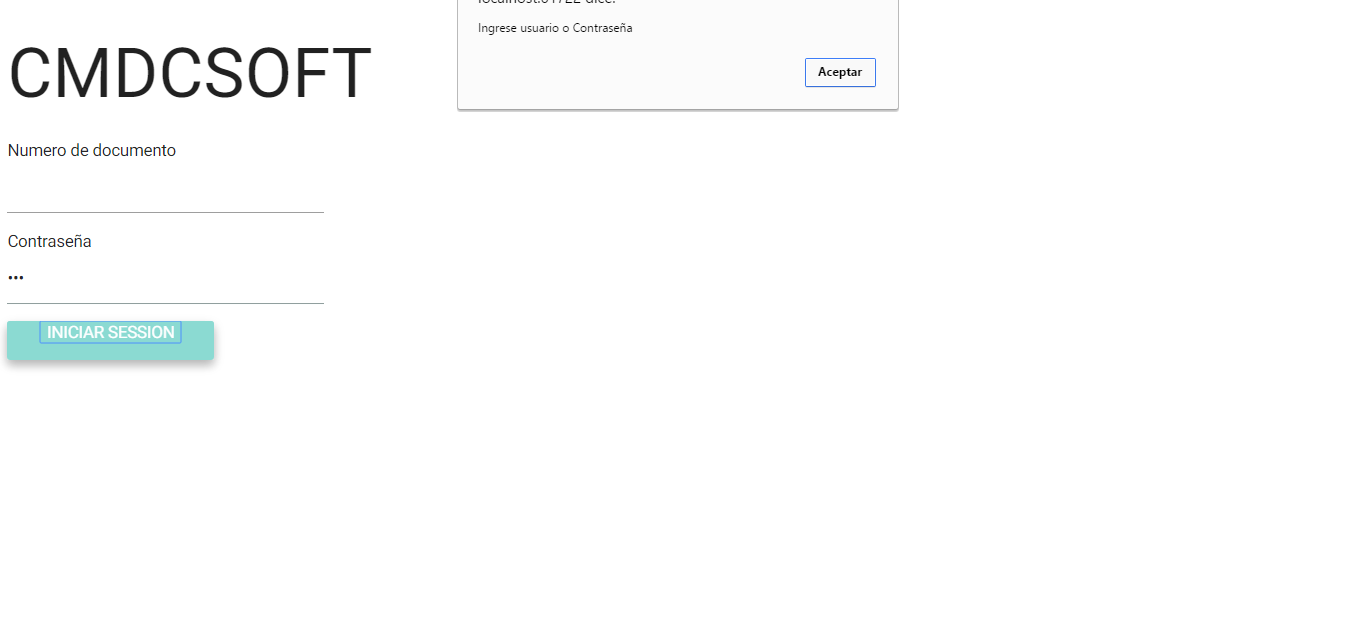 Ingrese usuario o Contraseña
Aceptar
CMDCSOFT
Numero de documento
Contraseña
INICIAR SESSION